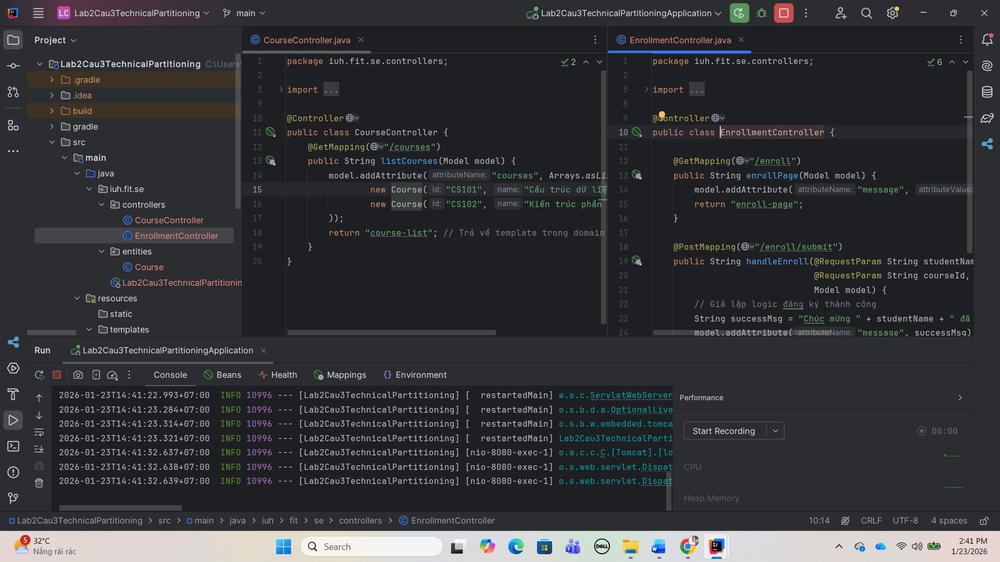 LC Lab2Cau3TechnicalPartitioning main Lab2Cau3TechnicalPartitioningApplication
Project
Lab2Cau3TechnicalPartitioning C:\Users\
.gradle
.idea
build
gradle
src
main
java
iuh.fit.se
controllers
CourseController
EnrollmentController
entities
Course
Lab2Cau3TechnicalPartitionin
resources
static
templates
CourseController.java
1 package iuh.fit.se.controllers; 2
2
3 import ...
9
10 @Controller
11 public class CourseController {
12 @GetMapping("/courses")
13 public String listCourses(Model model) {
14 model.addAttribute( attributeName: "courses", Arrays.asLi
15 new Course( id: "CS101", name: "Cấu trúc dữ liệ
16 new Course( id: "CS102", name: "Kiến trúc phần
17 ));
18 return "course-list"; // Trả về template trong domain
19 }
20 }
EnrollmentController.java
1 package iuh.fit.se.controllers; 6
2
3 import ...
8
9 @Controller
10 public class EnrollmentController {
11
12 @GetMapping("/enroll")
13 public String enrollPage(Model model) {
14 model.addAttribute( attributeName: "message", attributeValue:
15 return "enroll-page";
16 }
17
18 @PostMapping("/enroll/submit")
19 public String handleEnroll(@RequestParam String studentNam
20 @RequestParam String courseId,
21 Model model) {
22 // Giả lập logic đăng ký thành công
23 String successMsg = "Chúc mừng " + studentName + " đã
24 model.addAttribute( attributeName: "message", successMsg)
Run Lab2Cau3TechnicalPartitioningApplication
Console Beans Health Mappings Environment
2026-01-23T14:41:22.993+07:00 INFO 10996 --- [Lab2Cau3TechnicalPartitioning] [ restartedMain] w.s.c.ServletWebServer
2026-01-23T14:41:23.284+07:00 INFO 10996 --- [Lab2Cau3TechnicalPartitioning] [ restartedMain] o.s.b.d.a.OptionalLive
2026-01-23T14:41:23.314+07:00 INFO 10996 --- [Lab2Cau3TechnicalPartitioning] [ restartedMain] o.s.b.w.embedded.tomca
2026-01-23T14:41:23.321+07:00 INFO 10996 --- [Lab2Cau3TechnicalPartitioning] [ restartedMain] Lab2Cau3TechnicalParti
2026-01-23T14:41:32.637+07:00 INFO 10996 --- [Lab2Cau3TechnicalPartitioning] [nio-8080-exec-1] o.a.c.c.C.[Tomcat].[lo
2026-01-23T14:41:32.638+07:00 INFO 10996 --- [Lab2Cau3TechnicalPartitioning] [nio-8080-exec-1] o.s.web.servlet.Dispat
2026-01-23T14:41:32.639+07:00 INFO 10996 --- [Lab2Cau3TechnicalPartitioning] [nio-8080-exec-1] o.s.web.servlet.Dispat
Performance
Start Recording 00:00
CPU
Heap Memory
Lab2Cau3TechnicalPartitioning > src > main > java > iuh > fit > se > controllers > EnrollmentController 10:14 CRLF UTF-8 4 spaces
5 32°C
Nắng rải rác
Search
DELL
2:41 PM
1/23/2026